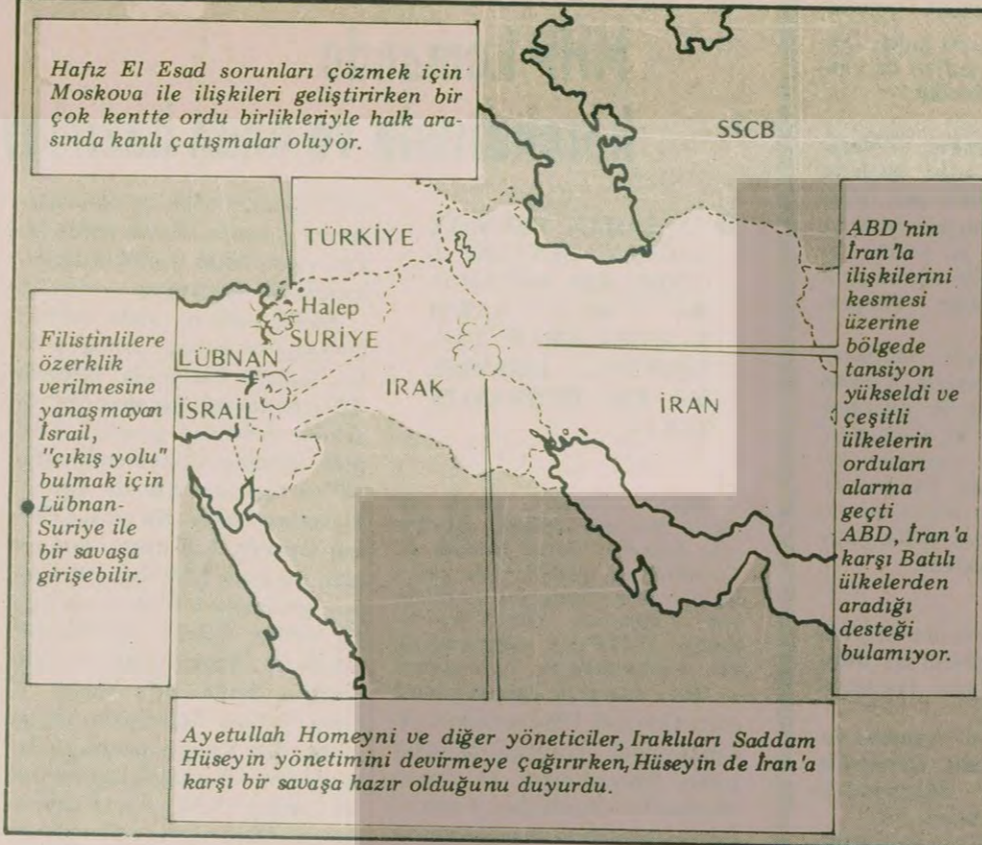 Hafız El Esad sorunları çözmek için
Moskova ile ilişkileri geliştirirken bir
çok kentte ordu birlikleriyle halk ara-
sında kanlı çatışmalar oluyor.
SSCB
TÜRKİYE
Halep
SURİYE
LÜBNAN
İSRAİL
IRAK
İRAN
Filistinlilere
özerklik
verilmesine
yanaşmayan
İsrail,
"çıkış yolu"
bulmak için
Lübnan-
Suriye ile
bir savaşa
girişebilir.
ABD'nin
İran'la
ilişkilerini
kesmesi
üzerine
bölgede
tansiyon
yükseldi ve
çeşitli
ülkelerin
orduları
alarma
geçti
ABD, İran'a
karşı Batılı
ülkelerden
aradığı
desteği
bulamıyor.
Ayetullah Homeyni ve diğer yöneticiler, Iraklıları Saddam
Hüseyin yönetimini devirmeye çağırırken, Hüseyin de İran'a
karşı bir savaşa hazır olduğunu duyurdu.